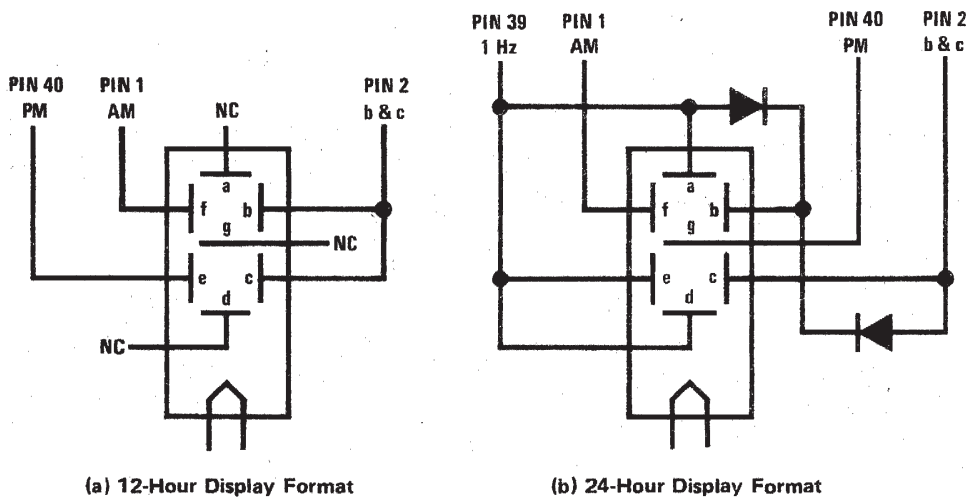 PIN 40
PM
PIN 1
AM
NC
PIN 2
b & c
a
f
b
g
NC
e
c
d
NC
(a) 12-Hour Display Format
PIN 39
1 Hz
PIN 1
AM
PIN 40
PM
PIN 2
b & c
a
f
b
g
e
c
d
(b) 24-Hour Display Format